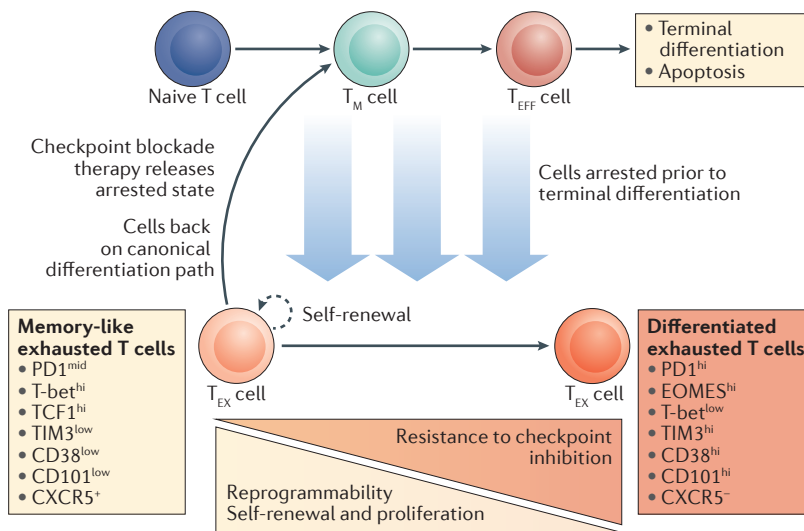 Naive T cell
T_M cell
T_EFF cell
• Terminal
differentiation
• Apoptosis
Checkpoint blockade
therapy releases
arrested state
Cells back
on canonical
differentiation path
Cells arrested prior to
terminal differentiation
Self-renewal
Memory-like
exhausted T cells
• PD1^mid
• T-bet^hi
• TCF1^hi
• TIM3^low
• CD38^low
• CD101^low
• CXCR5^+
T_EX cell
T_EX cell
Differentiated
exhausted T cells
• PD1^hi
• EOMES^hi
• T-bet^low
• TIM3^hi
• CD38^hi
• CD101^hi
• CXCR5^–
Resistance to checkpoint
inhibition
Reprogrammability
Self-renewal and proliferation